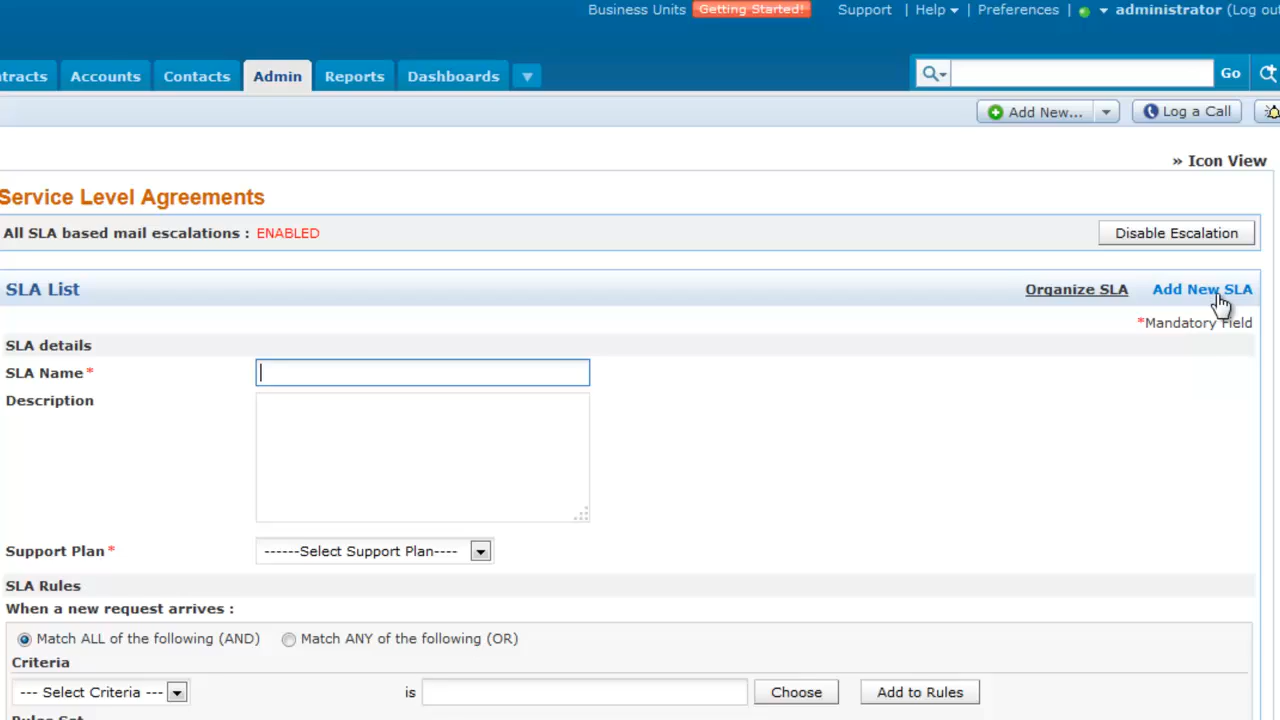 Business Units Getting Started! Support | Help | Preferences | administrator (Log out
tracts Accounts Contacts Admin Reports Dashboards Go
Add New... Log a Call
» Icon View
Service Level Agreements
All SLA based mail escalations : ENABLED Disable Escalation
SLA List Organize SLA Add New SLA
*Mandatory Field
SLA details
SLA Name*
Description
Support Plan* ------Select Support Plan----
SLA Rules
When a new request arrives :
Match ALL of the following (AND) Match ANY of the following (OR)
Criteria
--- Select Criteria --- is Choose Add to Rules
Rules Set